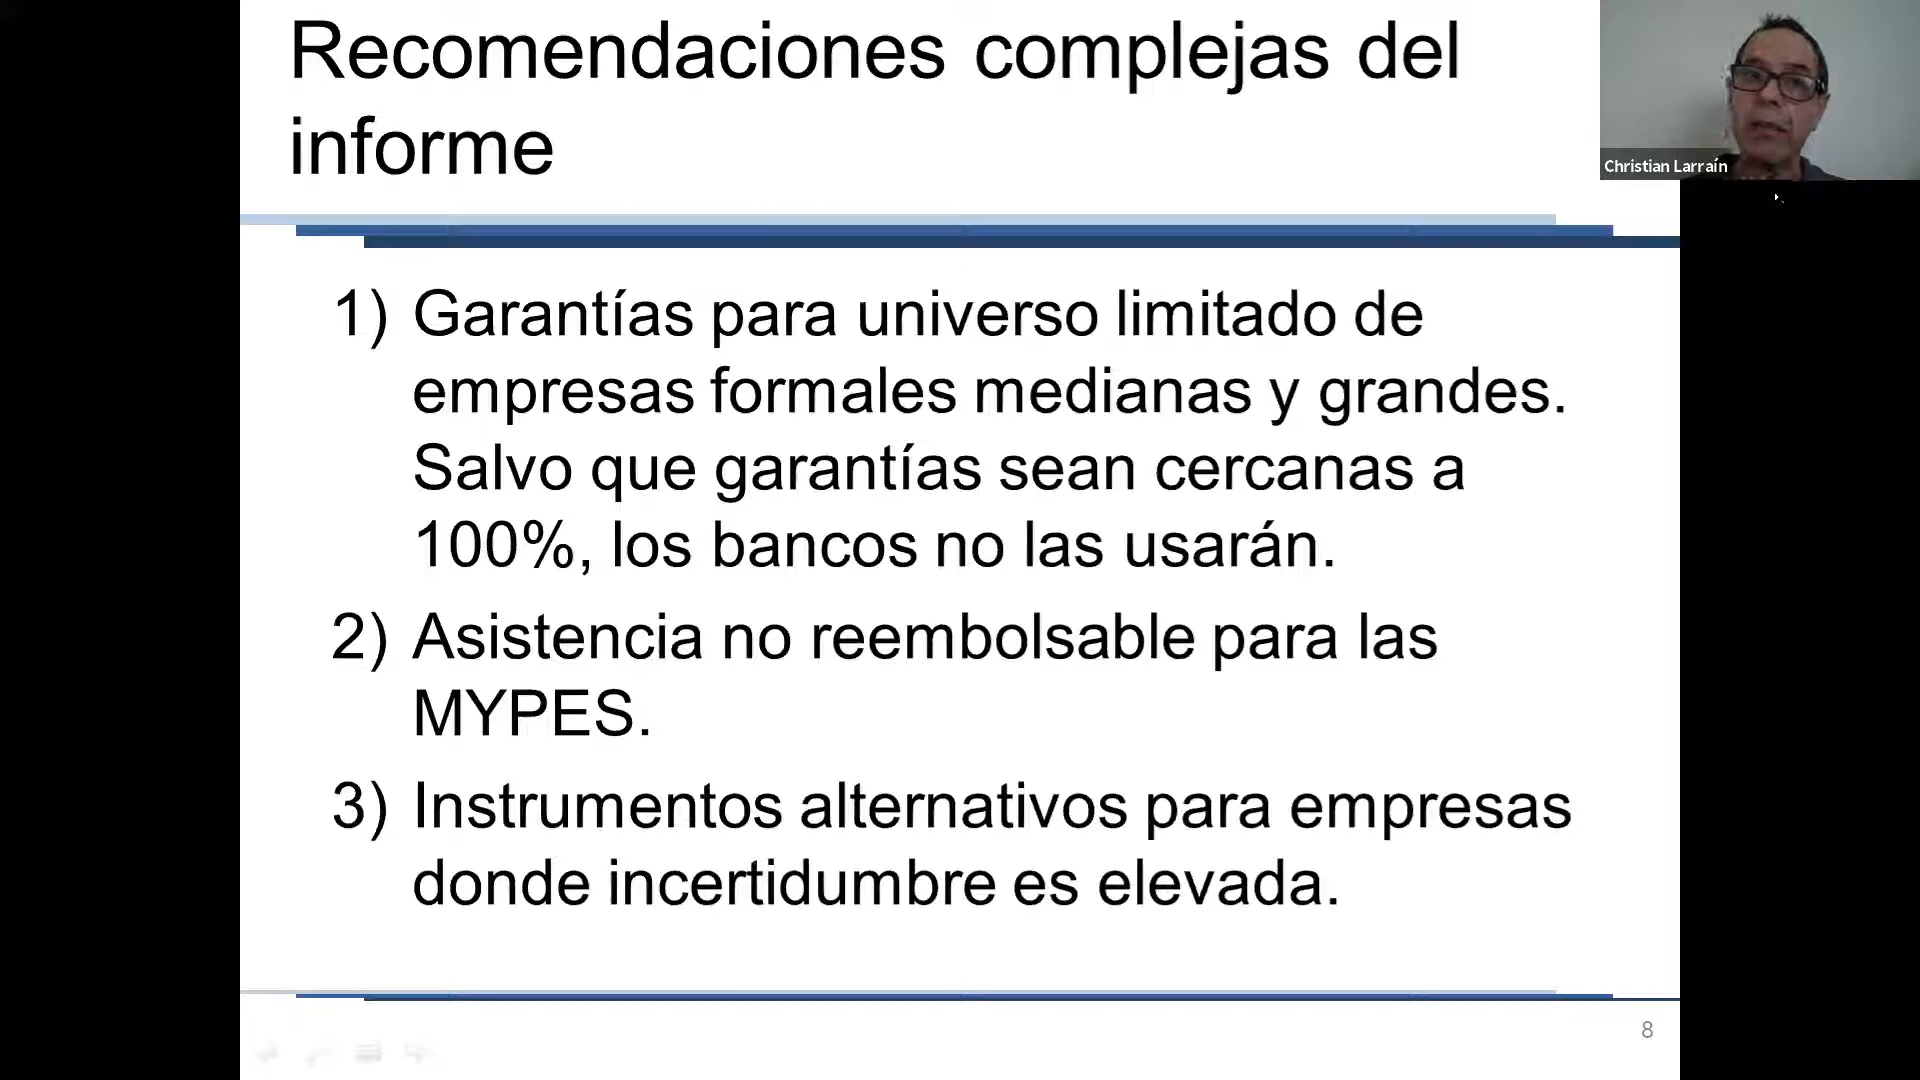 Recomendaciones complejas del
informe
Christian Larraín
1) Garantías para universo limitado de
empresas formales medianas y grandes.
Salvo que garantías sean cercanas a
100%, los bancos no las usarán.
2) Asistencia no reembolsable para las
MYPES.
3) Instrumentos alternativos para empresas
donde incertidumbre es elevada.
8